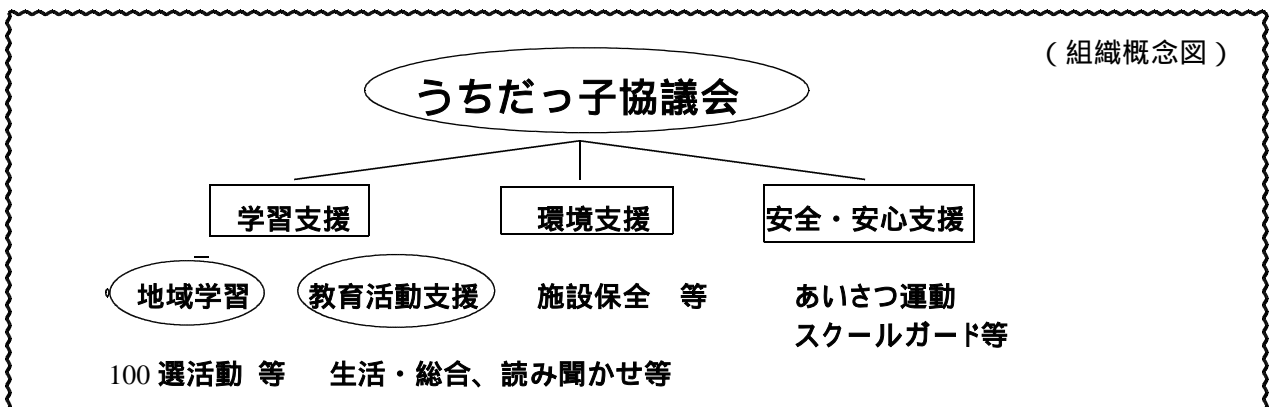 （組織概念図）
うちだっ子協議会
学習支援 環境支援 安全・安心支援
地域学習 教育活動支援 施設保全 等 あいさつ運動
スクールガード等
100 選活動 等 生活・総合、読み聞かせ等